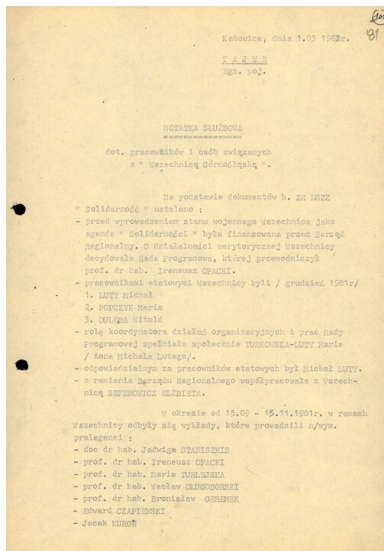 Katowice, dnia 1.03 198 r.
81
T A J N E
Egz. poj.
NOTATKA SŁUŻBOWA
dot. pracowników i osób związanych
z " Wszechnicą Górnośląską ".
Na podstawie dokumentów b. ZR NSZZ
" Solidarność " ustalono :
- przed wprowadzeniem stanu wojennego Wszechnica jako
agenda " Solidarności " była finansowana przez Zarząd
Regionalny. O działalności merytorycznej Wszechnicy
decydowała Rada Programowa, której przewodniczył
prof. dr hab. Ireneusz OPACKI.
- pracownikami etatowymi Wszechnicy byli / grudzień 1981r/
1. LUTY Michał
2. POPCZYK Maria
3. Witold
- rolę koordynatora działań organizacyjnych i prac Rady
Programowej spełniała społecznie TURKOWSKA-LUTY Maria
/ żona Michała Lutego/.
- odpowiedzialnym za pracowników etatowych był Michał LUTY.
- z ramienia Zarządu Regionalnego współpracowała z Wszech-
nicą SEFEROWICZ ELŻBIETA.
W okresie od 15.09 - 15.11.1981r. w ramach
Wszechnicy odbyły się wykłady, które prowadzili n/wym.
prelegenci :
- doc dr hab. Jadwiga STANISZKIS
- prof. dr hab. Ireneusz OPACKI
- prof. dr hab. Maria TURLEJSKA
- prof. dr hab. Wacław DŁUGOBORSKI
- prof. dr hab. Bronisław GEREMEK
- Edward CZAPIEWSKI
- Jacek KUROŃ